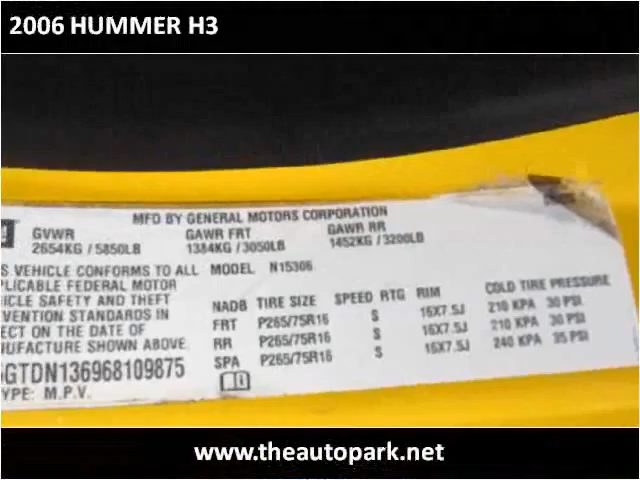 2006 HUMMER H3
MFD BY GENERAL MOTORS CORPORATION
GVWR GAWR FRT GAWR RR
2654KG / 5850LB 1384KG / 3050LB 1452KG / 3200LB
S VEHICLE CONFORMS TO ALL MODEL N15306
PLICABLE FEDERAL MOTOR
ICLE SAFETY AND THEFT NADB TIRE SIZE SPEED RTG RIM COLD TIRE PRESSURE
VENTION STANDARDS IN FRT P265/75R16 S 16X7.5J 210 KPA 30 PSI
ECT ON THE DATE OF RR P265/75R16 S 16X7.5J 210 KPA 30 PSI
NUFACTURE SHOWN ABOVE. SPA P265/75R16 S 16X7.5J 240 KPA 35 PSI
5GTDN136968109875
YPE: M.P.V.
www.theautopark.net